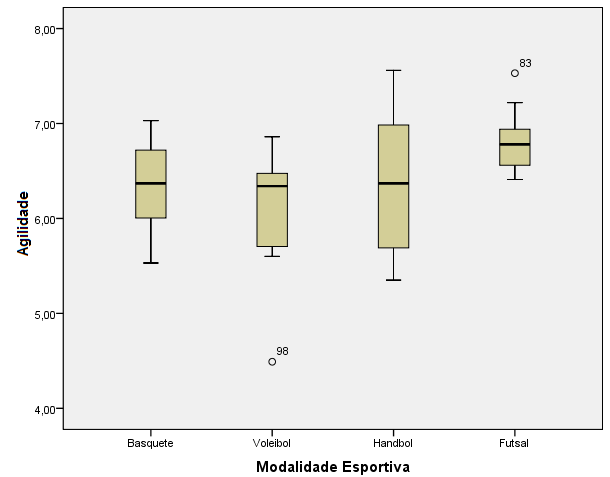 8,00
83
7,00
6,00
5,00
98
4,00
Agilidade
Basquete Voleibol Handbol Futsal
Modalidade Esportiva